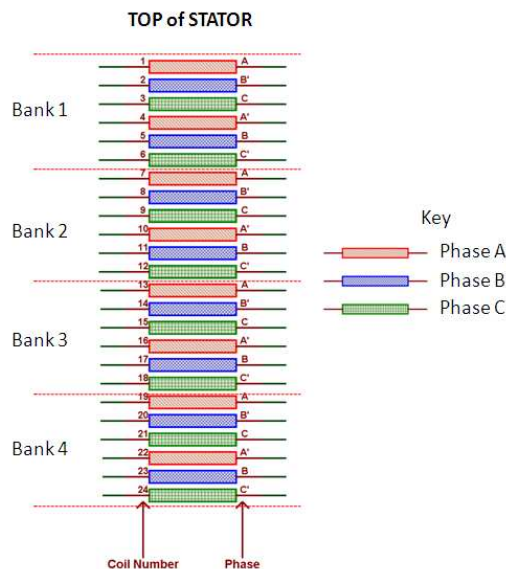 TOP of STATOR
1 A
2 B'
3 C
Bank 1
4 A'
5 B
6 C'
7 A
8 B'
9 C
Bank 2
10 A'
11 B
12 C'
13 A
14 B'
15 C
Bank 3
16 A'
17 B
18 C'
19 A
20 B'
21 C
Bank 4
22 A'
23 B
24 C'
Coil Number Phase
Key
Phase A
Phase B
Phase C